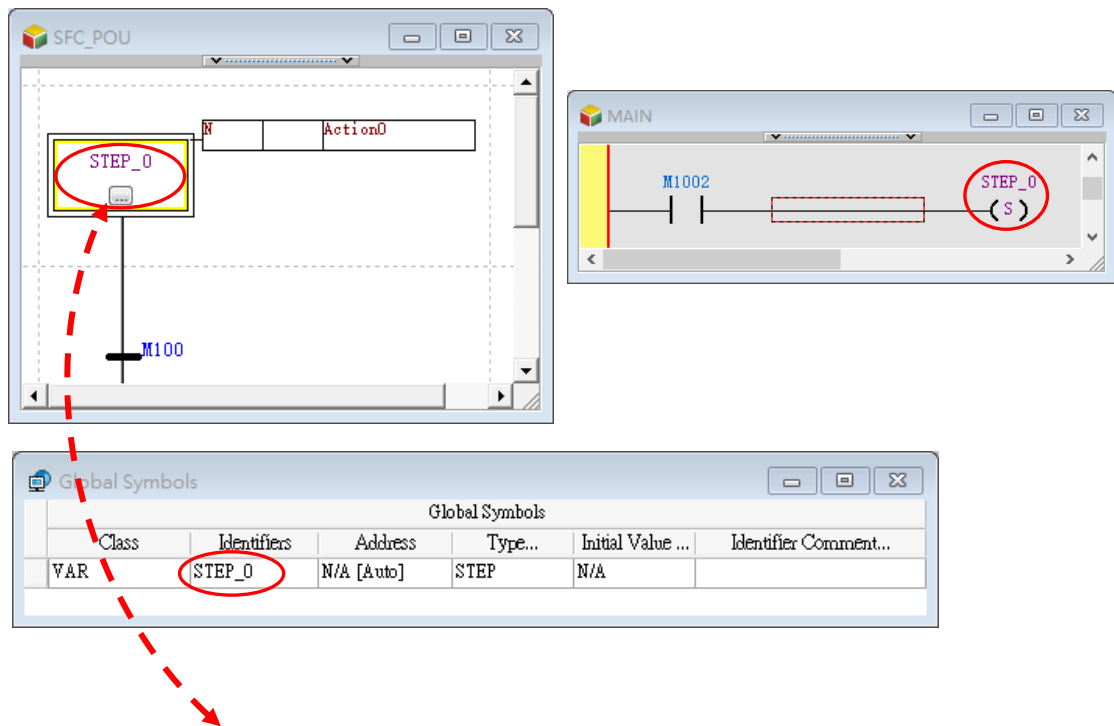 SFC_POU
N Action0
STEP_0
...
M100
MAIN
M1002 STEP_0
S
Global Symbols
Global Symbols
Class Identifiers Address Type... Initial Value ... Identifier Comment...
VAR STEP_0 N/A [Auto] STEP N/A